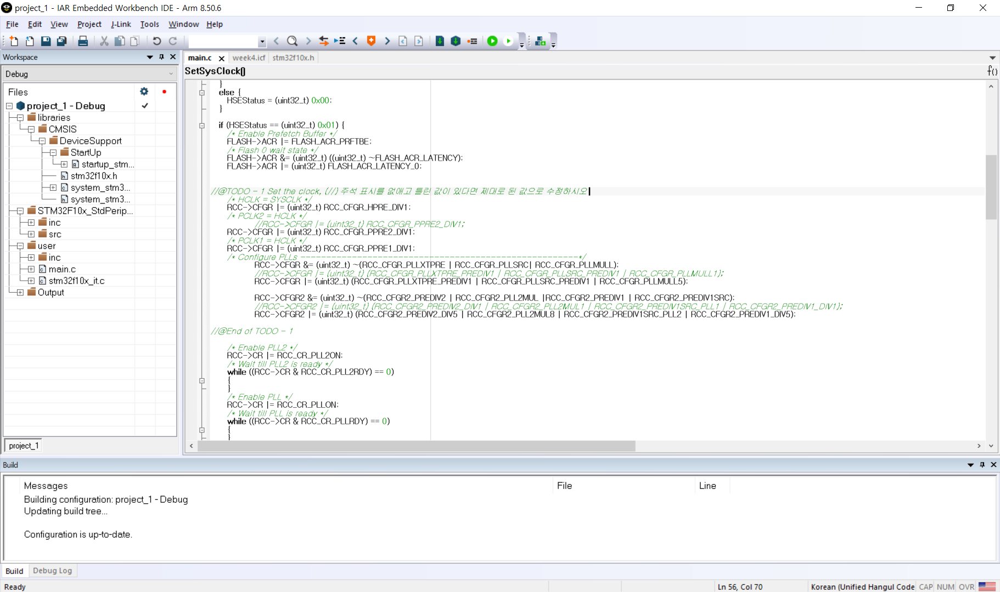 project_1 - IAR Embedded Workbench IDE - Arm 8.50.6
File Edit View Project J-Link Tools Window Help
Workspace
main.c week4.icf stm32f10x.h
Debug
SetSysClock()
f()
Files
project_1 - Debug
libraries
CMSIS
DeviceSupport
StartUp
startup_stm...
stm32f10x.h
system_stm3...
system_stm3...
STM32F10x_StdPerip...
inc
src
user
inc
main.c
stm32f10x_it.c
Output
project_1
}
else {
HSEStatus = (uint32_t) 0x00;
}
if (HSEStatus == (uint32_t) 0x01) {
/* Enable Prefetch Buffer */
FLASH->ACR |= FLASH_ACR_PRFTBE;
/* Flash 0 wait state */
FLASH->ACR &= (uint32_t) ((uint32_t) ~FLASH_ACR_LATENCY);
FLASH->ACR |= (uint32_t) FLASH_ACR_LATENCY_0;
//@TODO - 1 Set the clock, (//) 주석 표시를 없애고 틀린 값이 있다면 제대로 된 값으로 수정하시오
/* HCLK = SYSCLK */
RCC->CFGR |= (uint32_t) RCC_CFGR_HPRE_DIV1;
/* PCLK2 = HCLK */
//RCC->CFGR |= (uint32_t) RCC_CFGR_PPRE2_DIV1;
RCC->CFGR |= (uint32_t) RCC_CFGR_PPRE2_DIV1;
/* PCLK1 = HCLK */
RCC->CFGR |= (uint32_t) RCC_CFGR_PPRE1_DIV1;
/* Configure PLLs ------------------------------------------------------*/
RCC->CFGR &= (uint32_t) ~(RCC_CFGR_PLLXTPRE | RCC_CFGR_PLLSRC| RCC_CFGR_PLLMULL);
//RCC->CFGR |= (uint32_t) (RCC_CFGR_PLLXTPRE_PREDIV1 | RCC_CFGR_PLLSRC_PREDIV1 | RCC_CFGR_PLLMULL1);
RCC->CFGR |= (uint32_t) (RCC_CFGR_PLLXTPRE_PREDIV1 | RCC_CFGR_PLLSRC_PREDIV1 | RCC_CFGR_PLLMULL5);
RCC->CFGR2 &= (uint32_t) ~(RCC_CFGR2_PREDIV2 | RCC_CFGR2_PLL2MUL |RCC_CFGR2_PREDIV1 | RCC_CFGR2_PREDIV1SRC);
//RCC->CFGR2 |= (uint32_t) (RCC_CFGR2_PREDIV2_DIV1 | RCC_CFGR2_PLL2MUL1 | RCC_CFGR2_PREDIV1SRC_PLL1 | RCC_CFGR2_PREDIV1_DIV1);
RCC->CFGR2 |= (uint32_t) (RCC_CFGR2_PREDIV2_DIV5 | RCC_CFGR2_PLL2MUL8 | RCC_CFGR2_PREDIV1SRC_PLL2 | RCC_CFGR2_PREDIV1_DIV5);
//@End of TODO - 1
/* Enable PLL2 */
RCC->CR |= RCC_CR_PLL2ON;
/* Wait till PLL2 is ready */
while ((RCC->CR & RCC_CR_PLL2RDY) == 0)
{
}
/* Enable PLL */
RCC->CR |= RCC_CR_PLLON;
/* Wait till PLL is ready */
while ((RCC->CR & RCC_CR_PLLRDY) == 0)
{
}
Build
Messages File Line
Building configuration: project_1 - Debug
Updating build tree...
Configuration is up-to-date.
Build Debug Log
Ready Ln 56, Col 70 Korean (Unified Hangul Code CAP NUM OVR